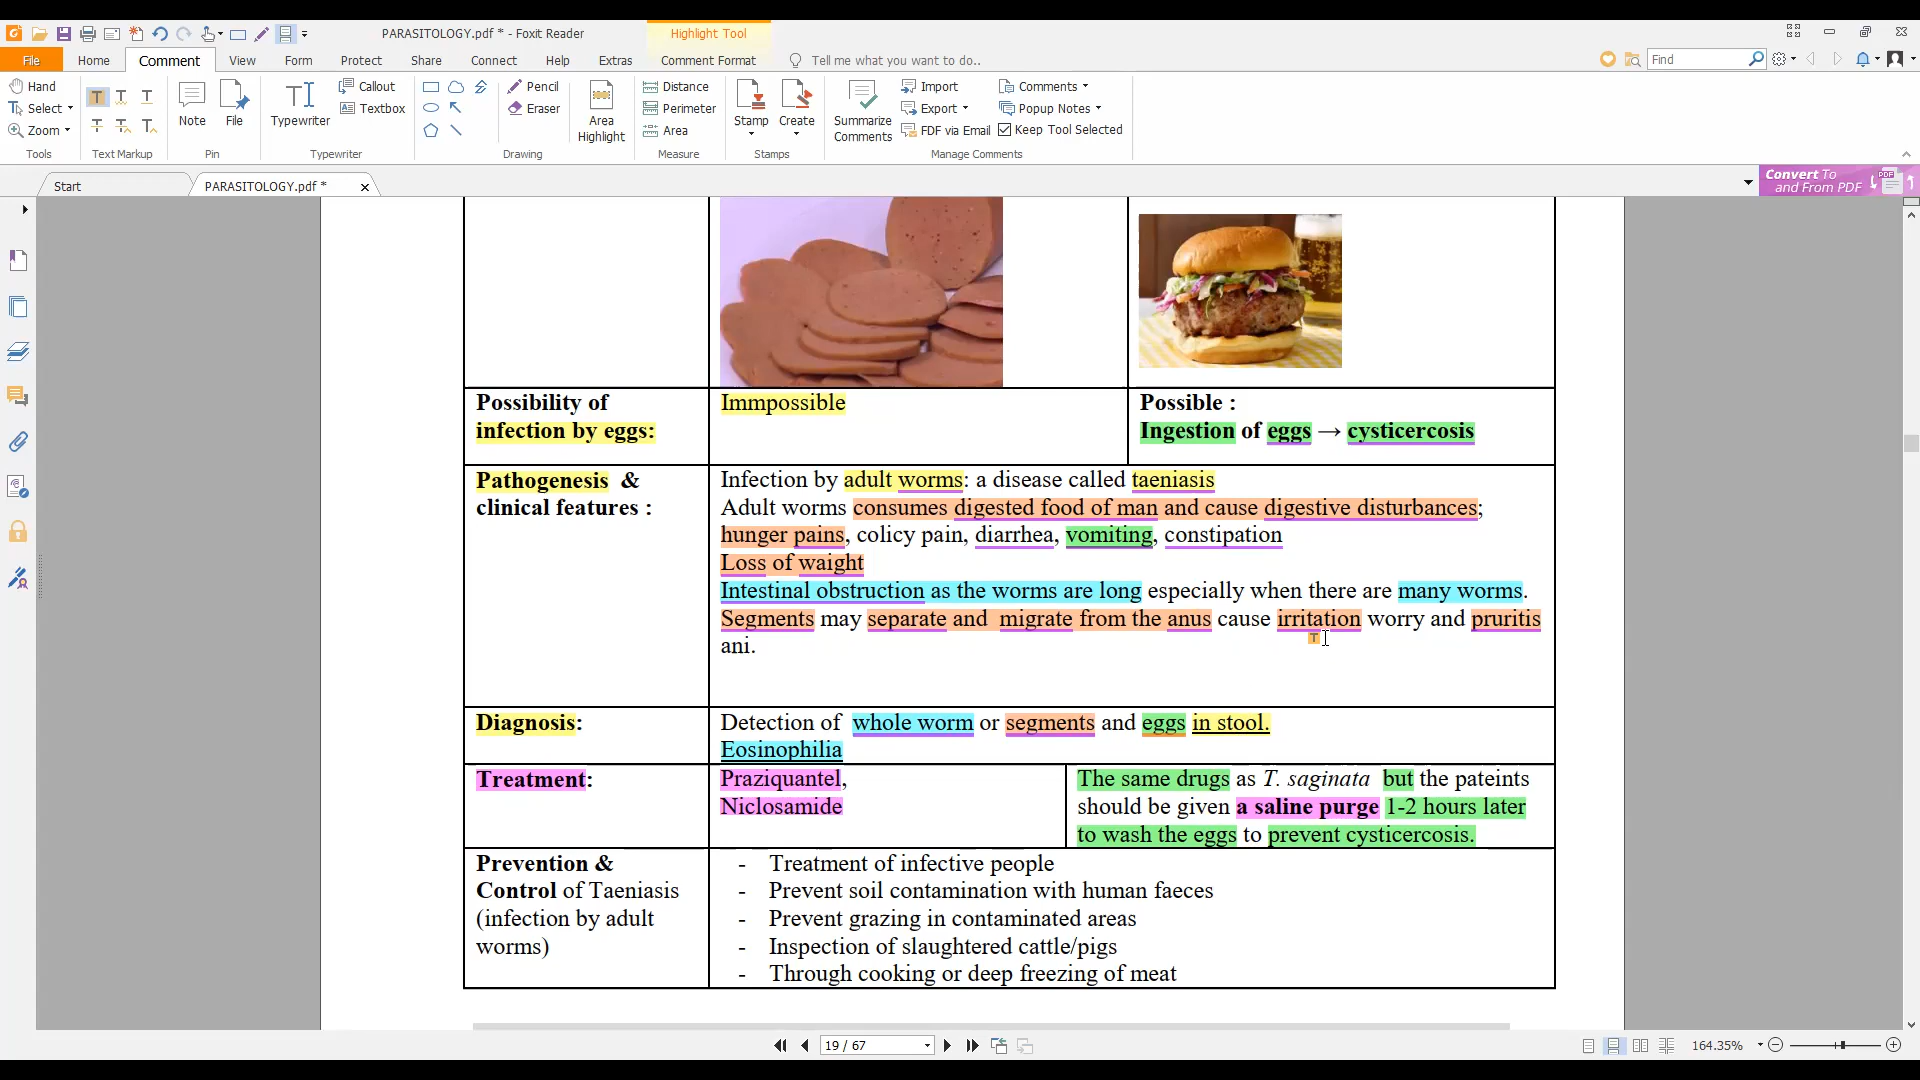 PARASITOLOGY.pdf * - Foxit Reader
Highlight Tool
File Home Comment View Form Protect Share Connect Help Extras Comment Format Tell me what you want to do..
Find
Hand
Select
Zoom
Tools
Text Markup
Note
File
Pin
Typewriter
Callout
Textbox
Typewriter
Pencil
Eraser
Drawing
Area
Highlight
Distance
Perimeter
Area
Measure
Stamp
Create
Stamps
Summarize
Comments
Import
Export
FDF via Email
Comments
Popup Notes
Keep Tool Selected
Manage Comments
Start
PARASITOLOGY.pdf *
Convert To
and From PDF
PDF
Possibility of
infection by eggs:
Immpossible
Possible :
Ingestion of eggs → cysticercosis
Pathogenesis &
clinical features :
Infection by adult worms: a disease called taeniasis
Adult worms consumes digested food of man and cause digestive disturbances;
hunger pains, colicy pain, diarrhea, vomiting, constipation
Loss of waight
Intestinal obstruction as the worms are long especially when there are many worms.
Segments may separate and migrate from the anus cause irritation worry and pruritis
ani.
Diagnosis:
Detection of whole worm or segments and eggs in stool.
Eosinophilia
Treatment:
Praziquantel,
Niclosamide
The same drugs as T. saginata but the pateints
should be given a saline purge 1-2 hours later
to wash the eggs to prevent cysticercosis.
Prevention &
Control of Taeniasis
(infection by adult
worms)
- Treatment of infective people
- Prevent soil contamination with human faeces
- Prevent grazing in contaminated areas
- Inspection of slaughtered cattle/pigs
- Through cooking or deep freezing of meat
19 / 67
164.35%